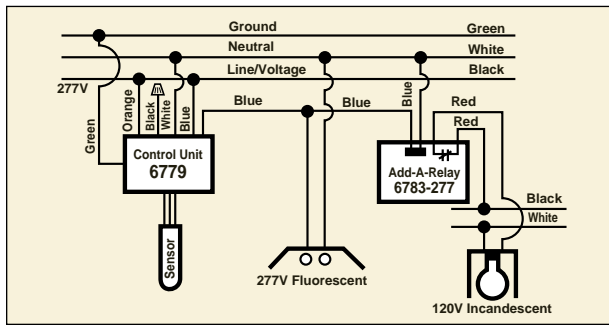 Ground Green
Neutral White
Line/Voltage Black
277V
Green
Orange
Black
White
Blue
Blue
Blue
Blue
Red
Red
Control Unit
6779
Add-A-Relay
6783-277
Black
White
Sensor
277V Fluorescent
120V Incandescent